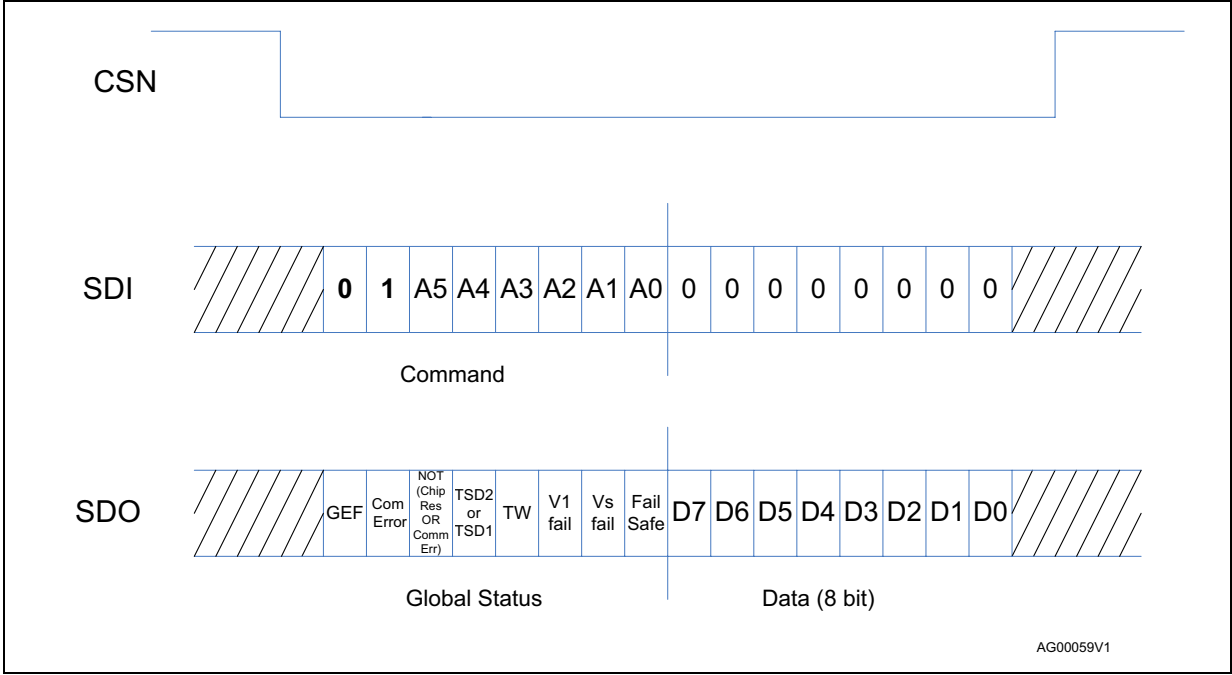 CSN
SDI
0 1 A5 A4 A3 A2 A1 A0 0 0 0 0 0 0 0 0
Command
SDO
GEF
Com
Error
NOT
(Chip
Res
OR
Comm
Err)
TSD2
or
TSD1
TW
V1
fail
Vs
fail
Fail
Safe
D7 D6 D5 D4 D3 D2 D1 D0
Global Status
Data (8 bit)
AG00059V1